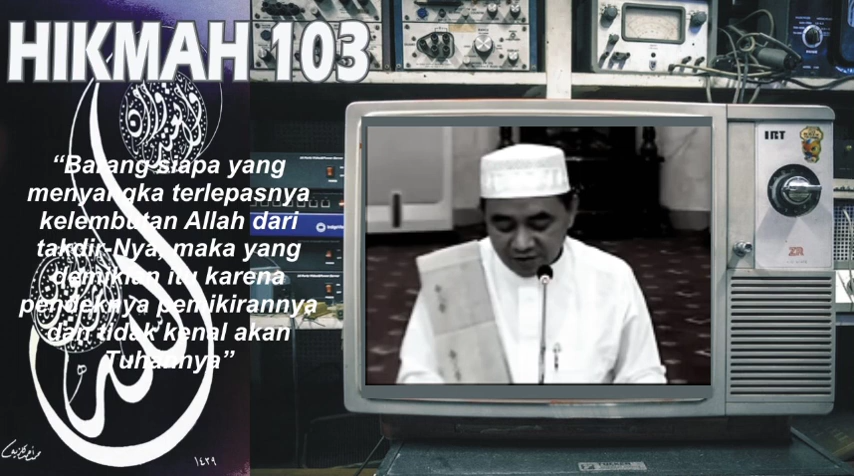 HIKMAH 103
“Barang siapa yang
menyangka terlepasnya
kelembutan Allah dari
takdir-Nya, maka yang
demikian itu karena
pendeknya pemikirannya
dan tidak kenal akan
Tuhannya”
١٤٣٩